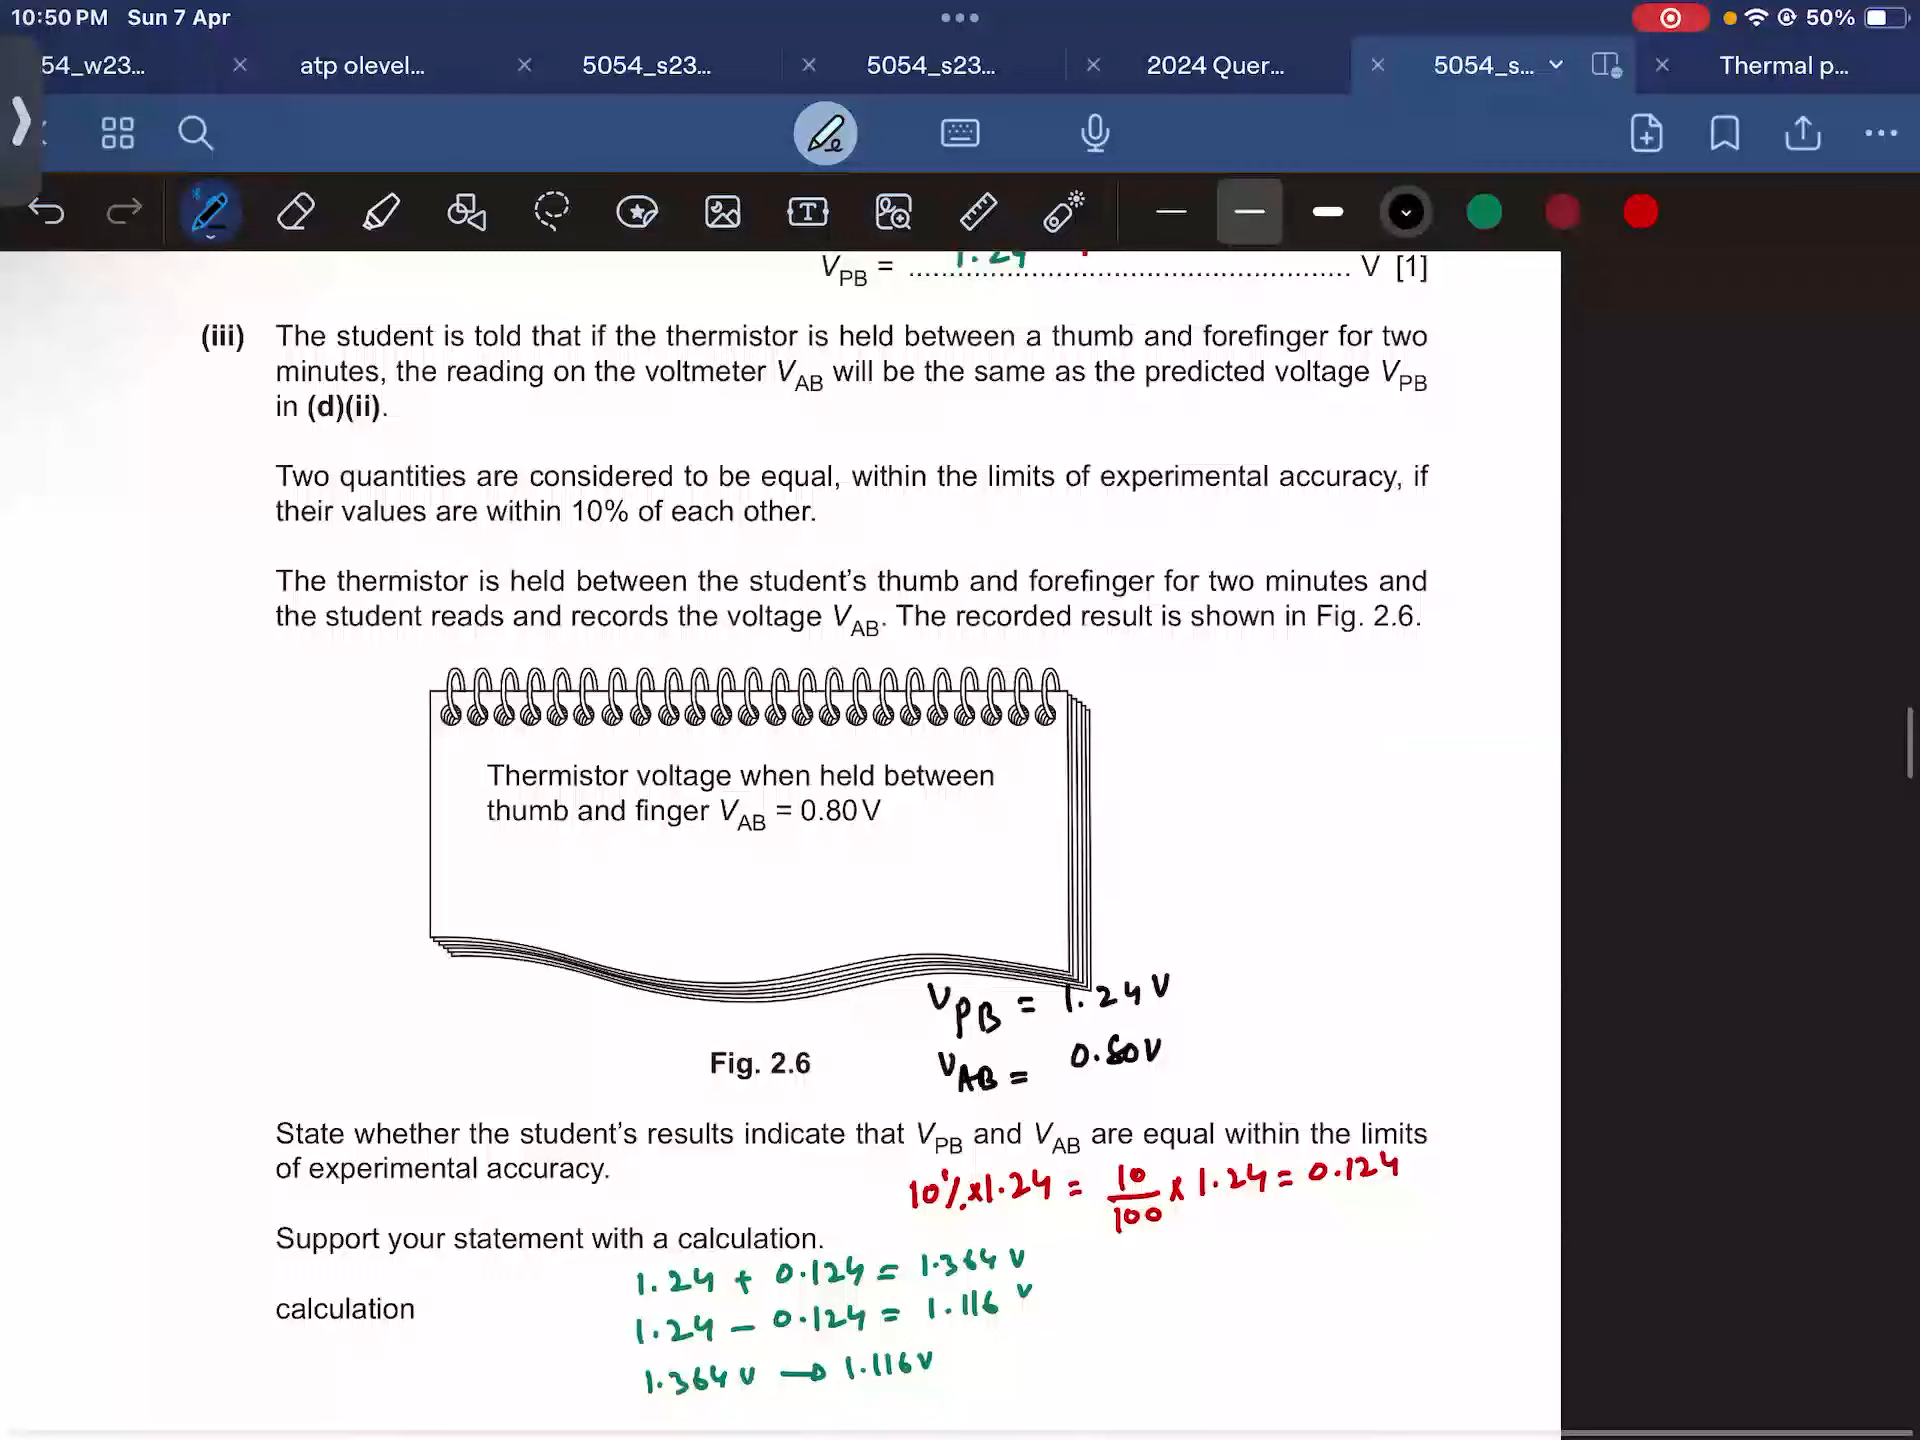 10:50 PM Sun 7 Apr 50%
54_w23... atp olevel... 5054_s23... 5054_s23... 2024 Quer... 5054_s... Thermal p...
1.24
V PB = ........................................................ V [1]
(iii) The student is told that if the thermistor is held between a thumb and forefinger for two
minutes, the reading on the voltmeter V AB will be the same as the predicted voltage V PB
in (d)(ii).
Two quantities are considered to be equal, within the limits of experimental accuracy, if
their values are within 10% of each other.
The thermistor is held between the student's thumb and forefinger for two minutes and
the student reads and records the voltage V AB. The recorded result is shown in Fig. 2.6.
Thermistor voltage when held between
thumb and finger V AB = 0.80 V
V PB = 1.24 V
Fig. 2.6
V AB = 0.80V
State whether the student's results indicate that V PB and V AB are equal within the limits
of experimental accuracy.
10% x 1.24 = 10/100 x 1.24 = 0.124
Support your statement with a calculation.
1.24 + 0.124 = 1.364 V
calculation
1.24 – 0.124 = 1.116 V
1.364 V → 1.116 V